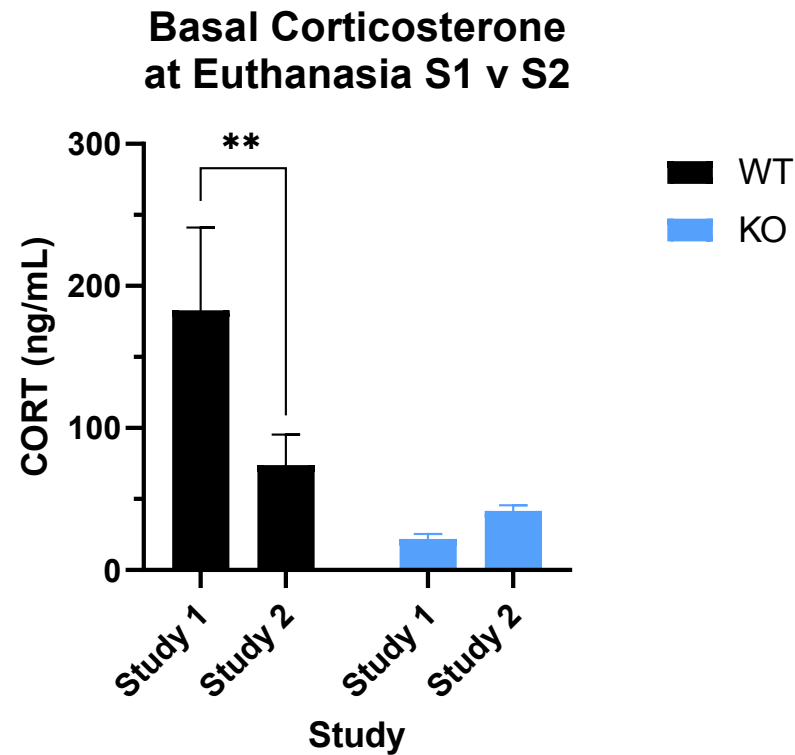 Basal Corticosterone
at Euthanasia S1 v S2
**
WT
KO
CORT (ng/mL)
300
200
100
0
Study 1
Study 2
Study 1
Study 2
Study